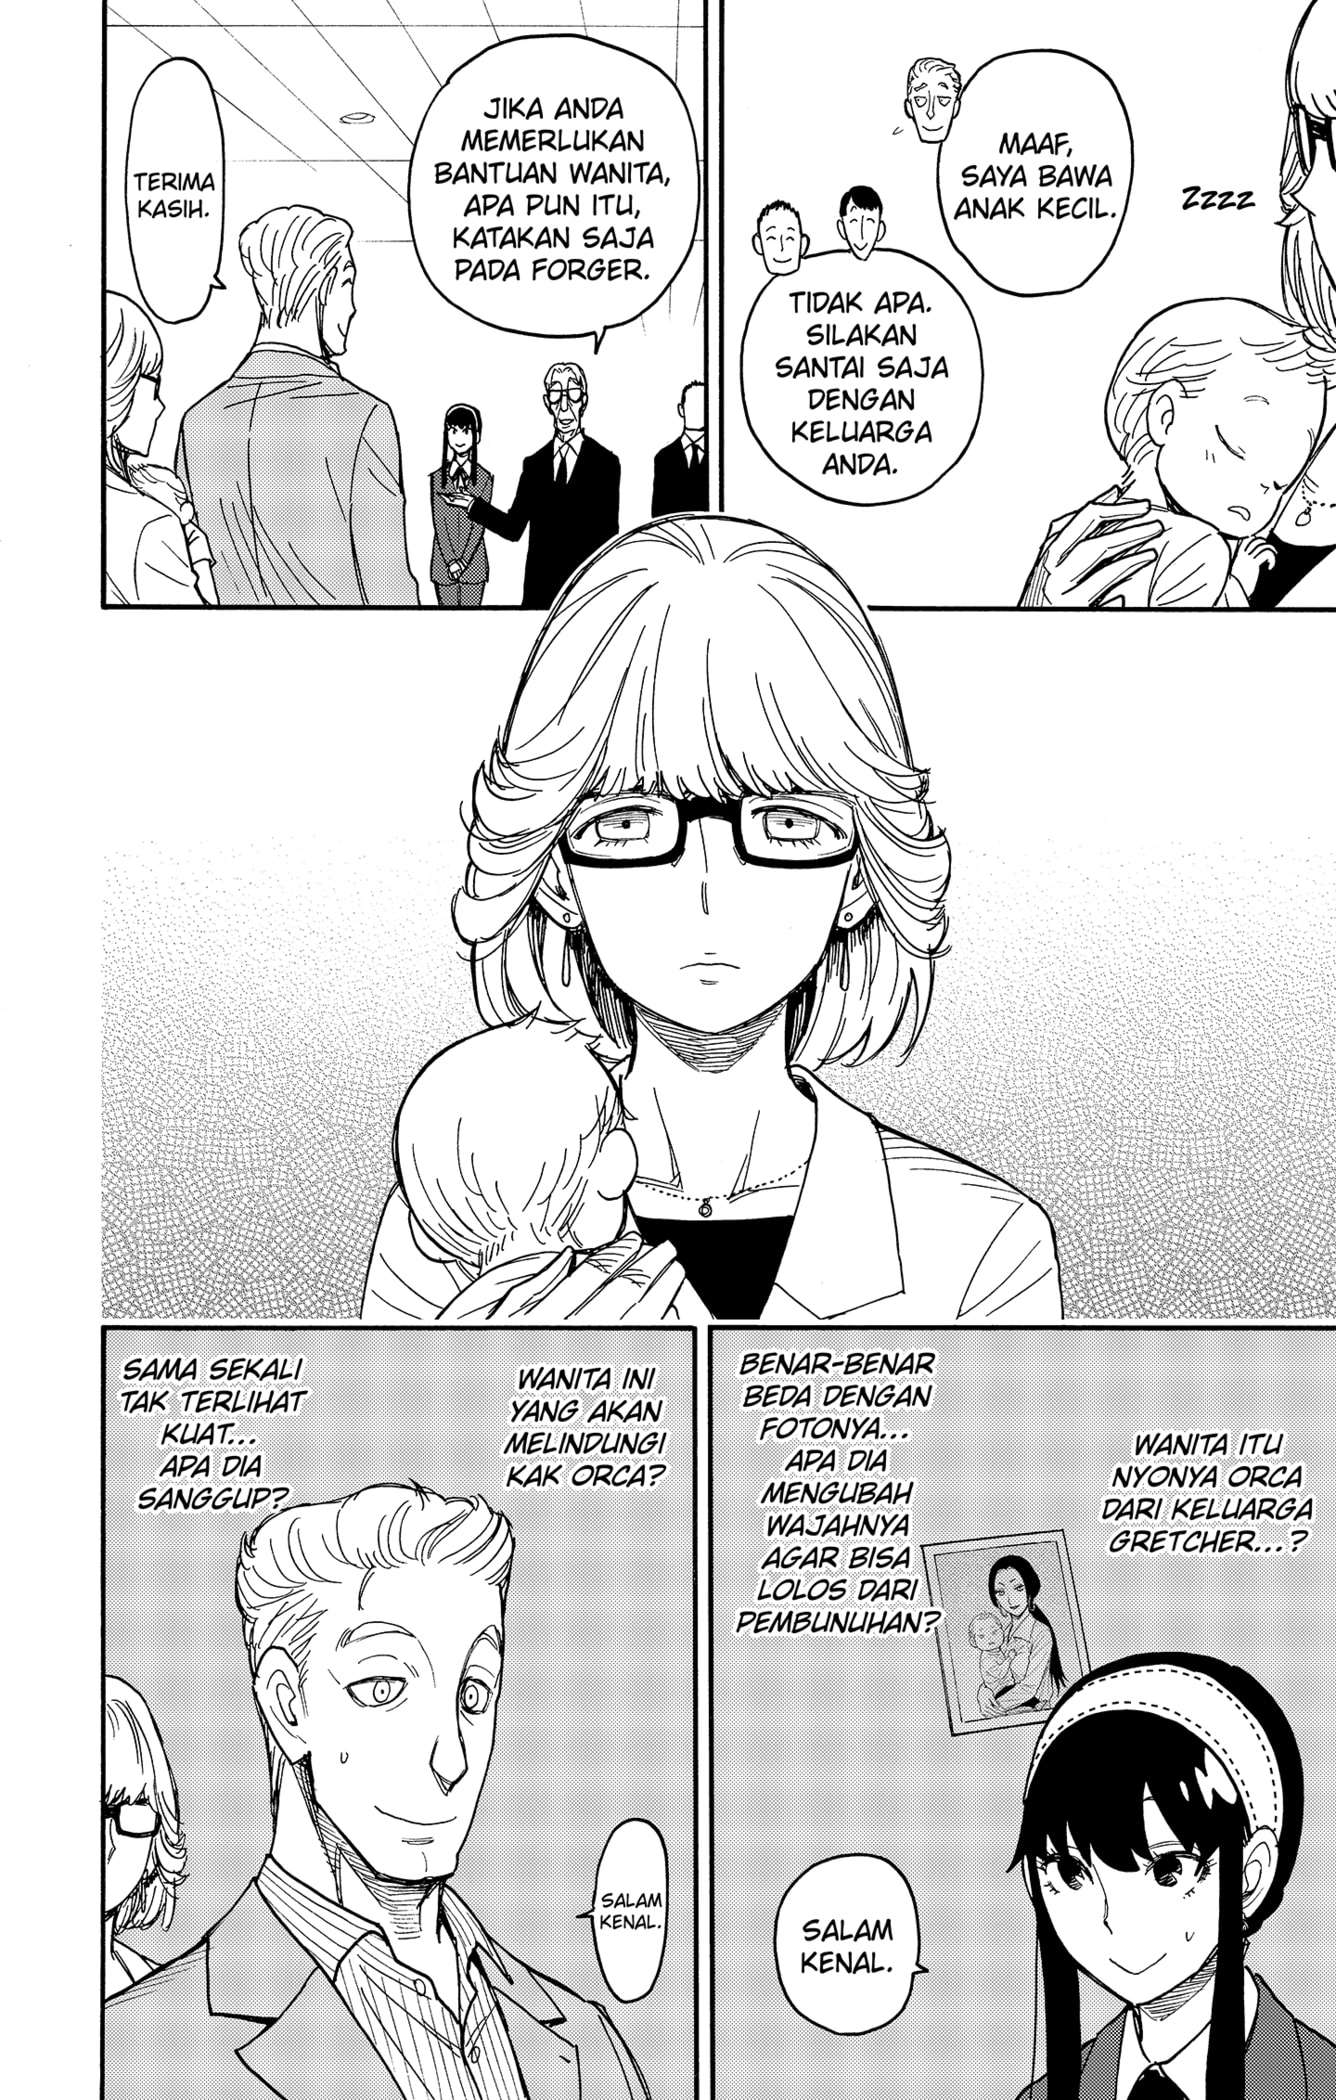 MAAF,
SAYA BAWA
ANAK KECIL.
ZZZZ
TIDAK APA.
SILAKAN
SANTAI SAJA
DENGAN
KELUARGA
ANDA.
JIKA ANDA
MEMERLUKAN
BANTUAN WANITA,
APA PUN ITU,
KATAKAN SAJA
PADA FORGER.
TERIMA
KASIH.
WANITA ITU
NYONYA ORCA
DARI KELUARGA
GRETCHER...?
BENAR-BENAR
BEDA DENGAN
FOTONYA...
APA DIA
MENGUBAH
WAJAHNYA
AGAR BISA
LOLOS DARI
PEMBUNUHAN?
SALAM
KENAL.
WANITA INI
YANG AKAN
MELINDUNGI
KAK ORCA?
SAMA SEKALI
TAK TERLIHAT
KUAT...
APA DIA
SANGGUP?
SALAM
KENAL.